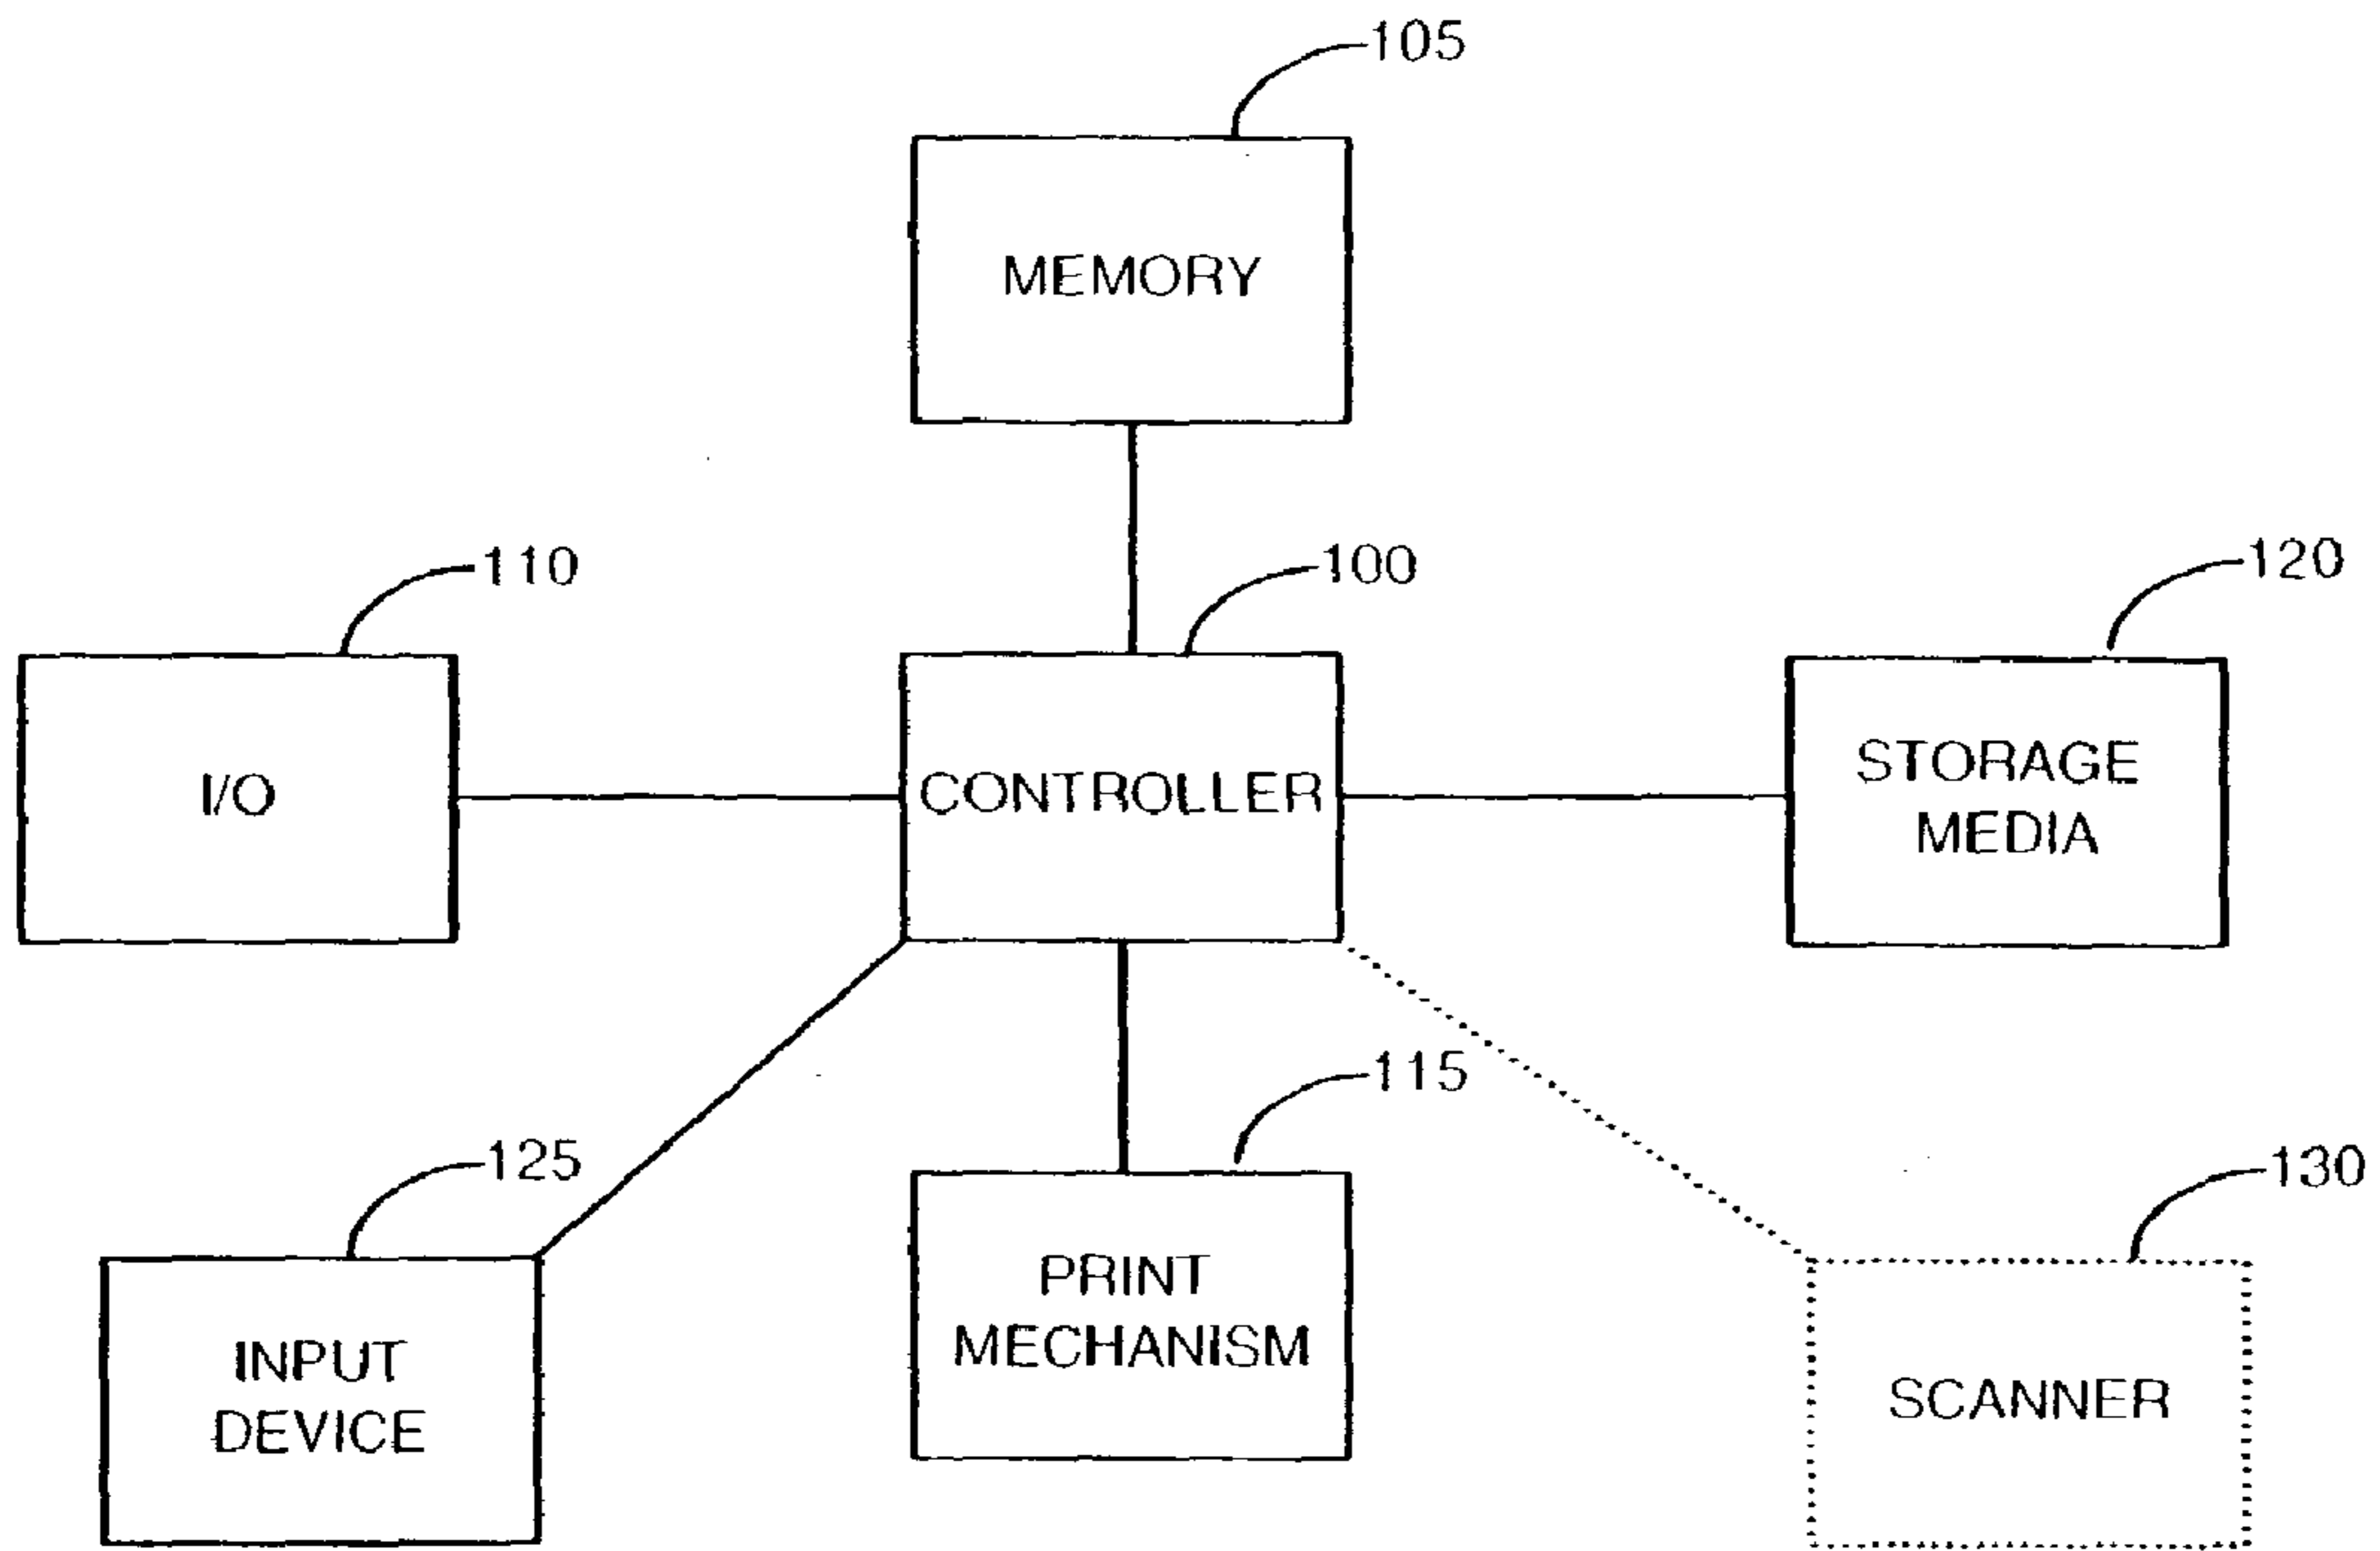 105
MEMORY
110
100
120
I/O
CONTROLLER
STORAGE
MEDIA
115
125
130
PRINT
MECHANISM
INPUT
DEVICE
SCANNER